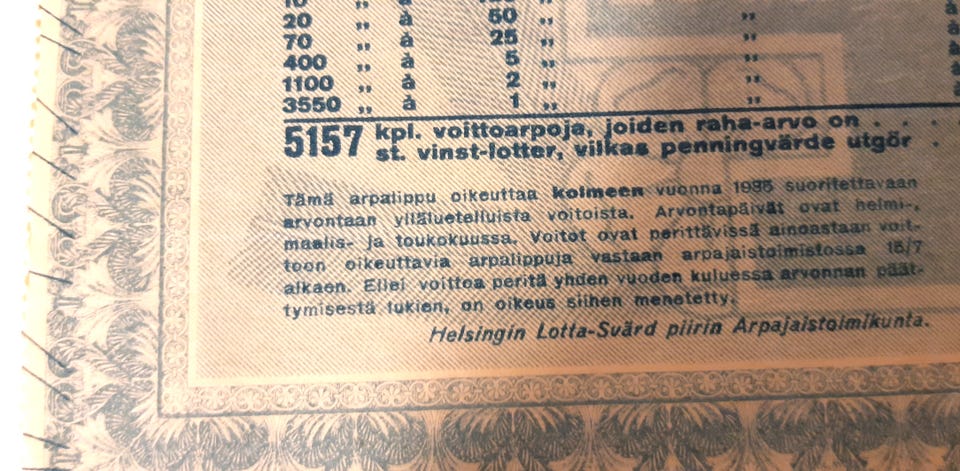 20 „ à 50 „ „
70 „ à 25 „ „
400 „ à 5 „ „
1100 „ à 2 „ „
3550 „ à 1 „ „
5157 kpl. voittoarpoja, joiden raha-arvo on . . .
st. vinst-lotter, vilkas penningvärde utgör .
Tämä arpalippu oikeuttaa kolmeen vuonna 1935 suoritettavaan
arvontaan ylläluetelluista voitoista. Arvontapäivät ovat helmi-,
maalis- ja toukokuussa. Voitot ovat perittävissä ainoastaan voit-
toon oikeuttavia arpalippuja vastaan arpajaistoimistossa 15/7
alkaen. Ellei voittoa peritä yhden vuoden kuluessa arvonnan päät-
tymisestä lukien, on oikeus siihen menetetty.
Helsingin Lotta-Svärd piirin Arpajaistoimikunta.